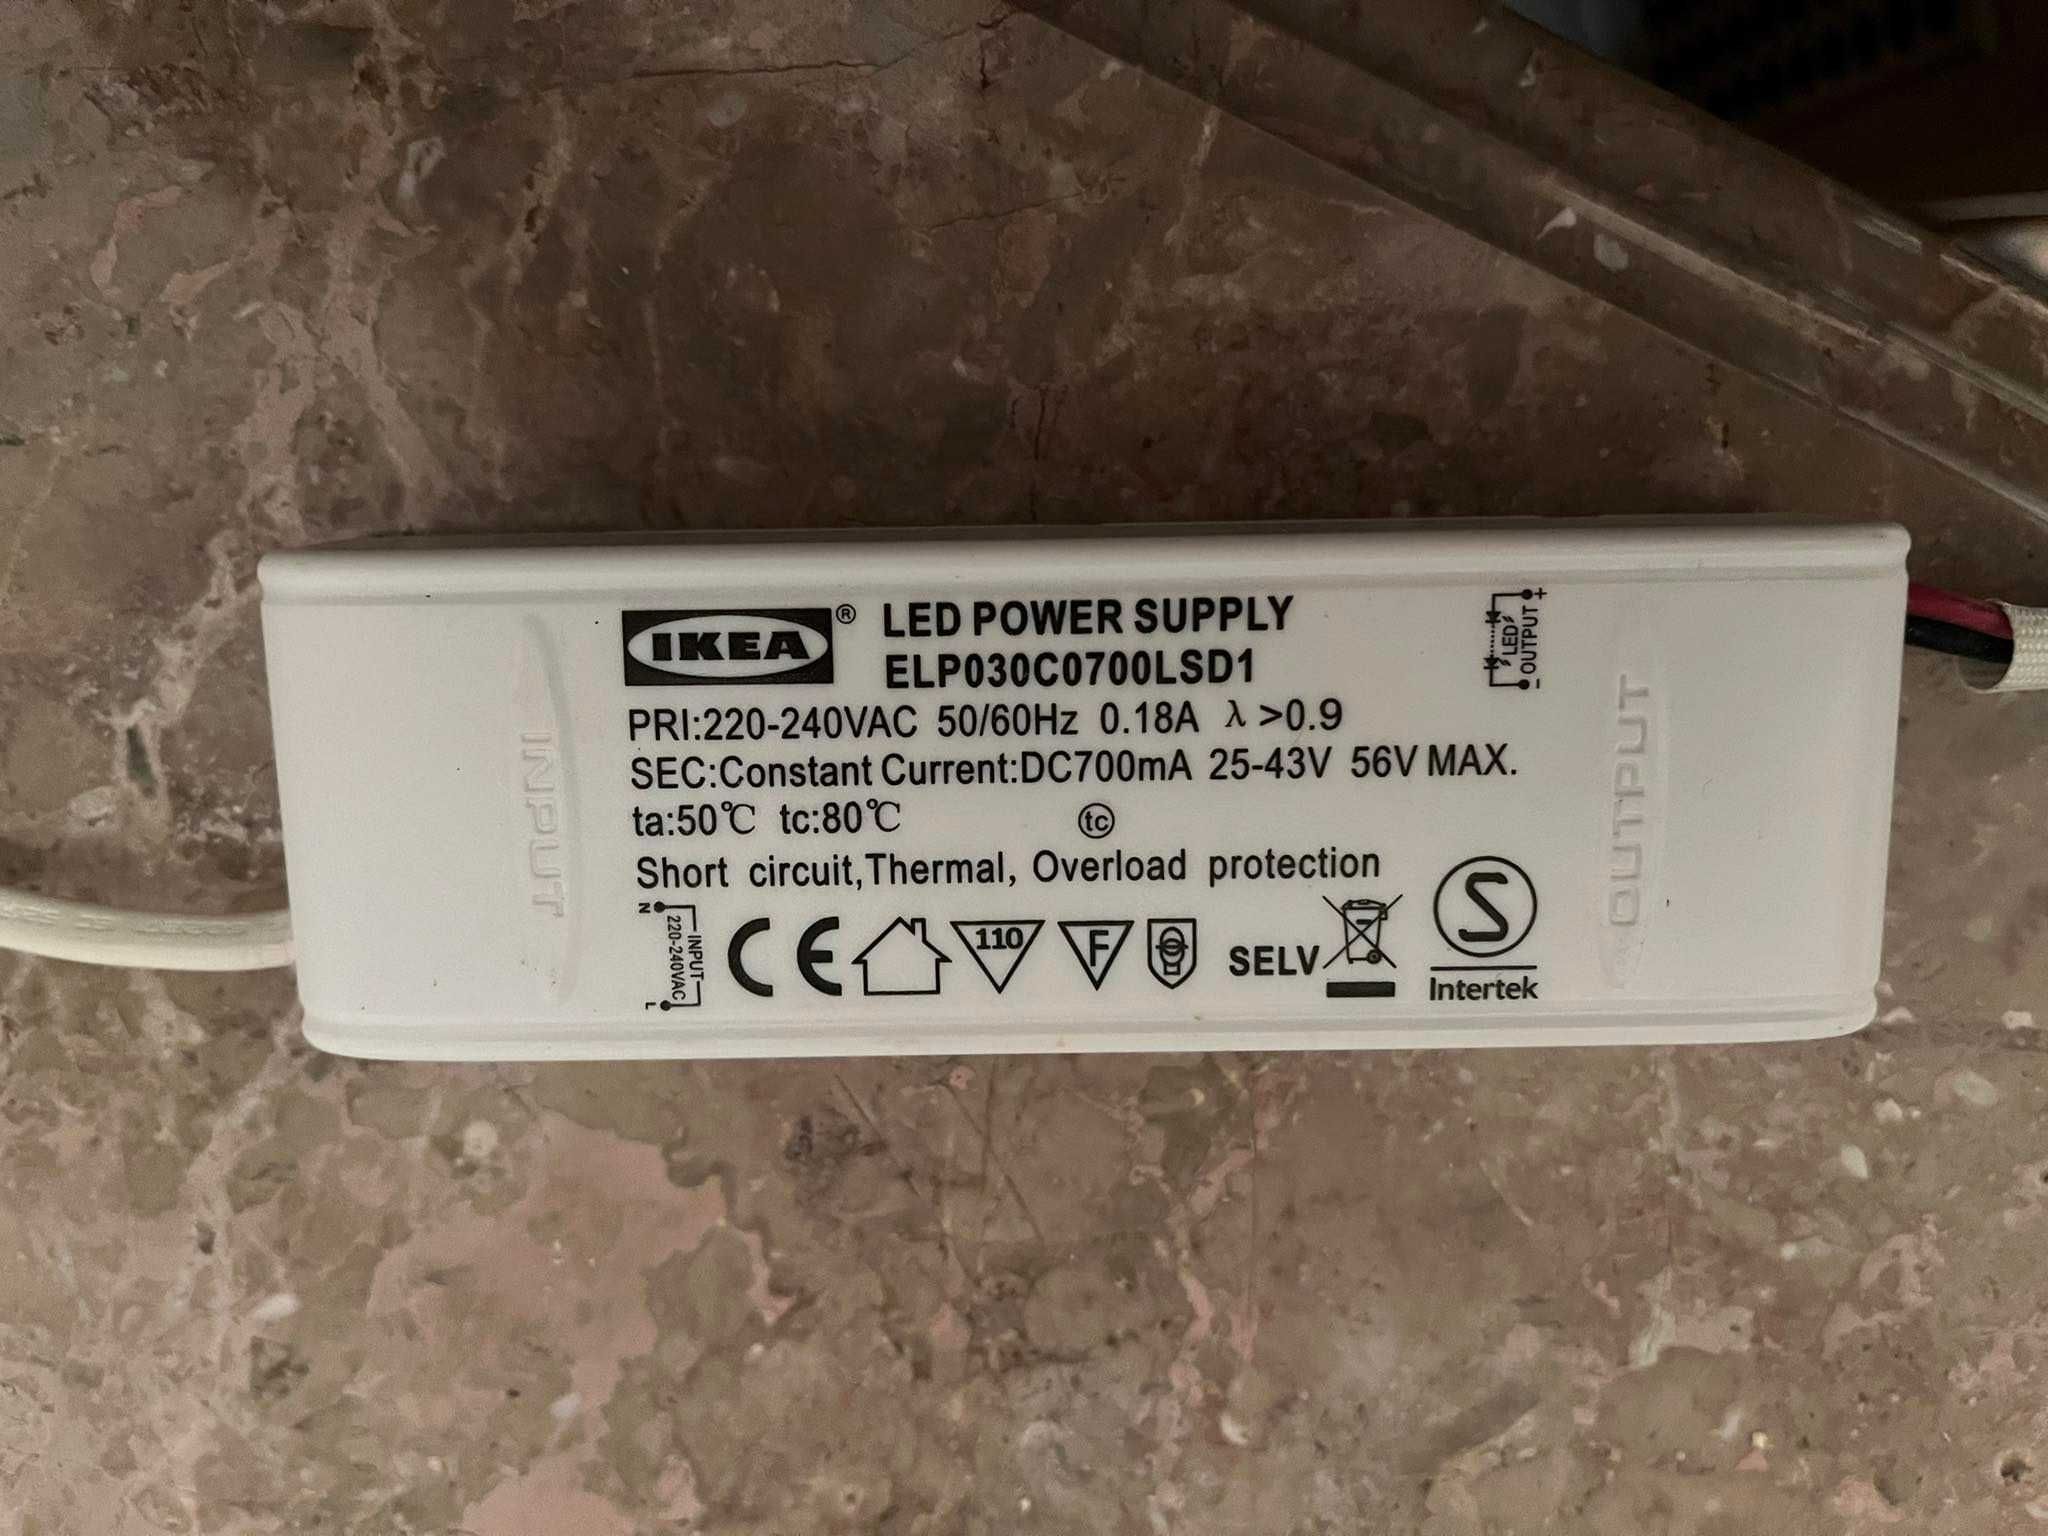 IKEA® LED POWER SUPPLY
ELP030C0700LSD1
PRI:220-240VAC 50/60Hz 0.18A λ >0.9
SEC:Constant Current:DC700mA 25-43V 56V MAX.
ta:50℃ tc:80℃ tc
Short circuit,Thermal, Overload protection
N INPUT 220-240VAC L
CE 110 F SELV
S
Intertek
+ LED OUTPUT -
INPUT
OUTPUT